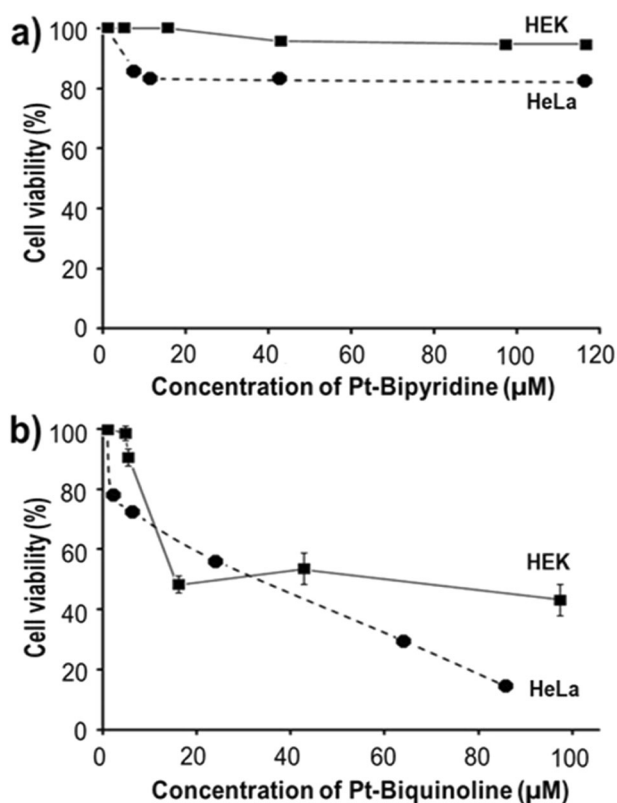 a)
100
80
60
40
20
0
Cell viability (%)
HEK
HeLa
0 20 40 60 80 100 120
Concentration of Pt-Bipyridine (µM)
b)
100
80
60
40
20
0
Cell viability (%)
HEK
HeLa
0 20 40 60 80 100
Concentration of Pt-Biquinoline (µM)